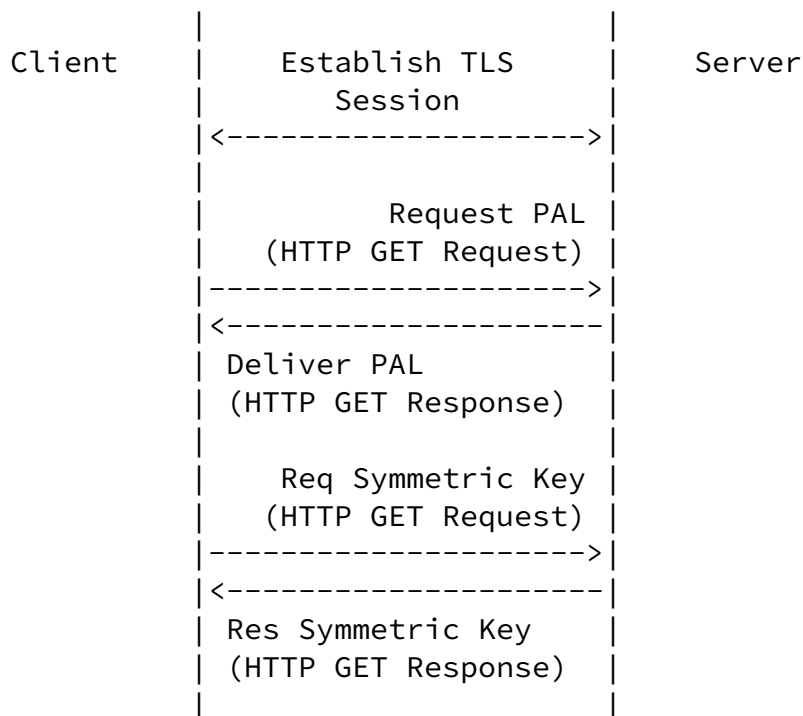 Client Establish TLS Server
Session
<-------------------->
Request PAL
(HTTP GET Request)
--------------------->
<---------------------
Deliver PAL
(HTTP GET Response)
Req Symmetric Key
(HTTP GET Request)
--------------------->
<---------------------
Res Symmetric Key
(HTTP GET Response)